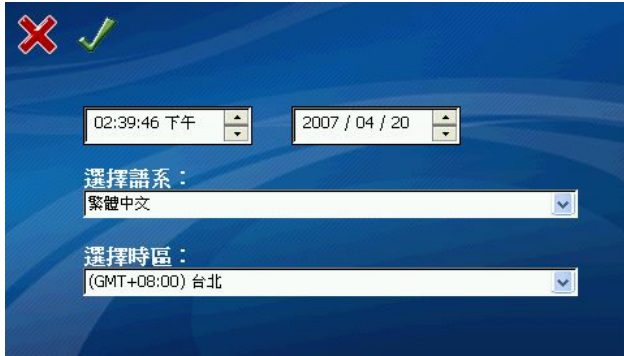 02:39:46 下午
2007 / 04 / 20
選擇語系：
繁體中文
選擇時區：
(GMT+08:00) 台北